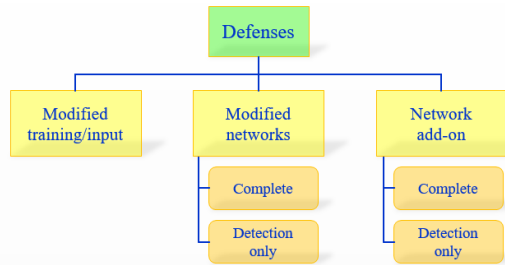 Defenses
Modified
training/input
Modified
networks
Network
add-on
Complete
Complete
Detection
only
Detection
only